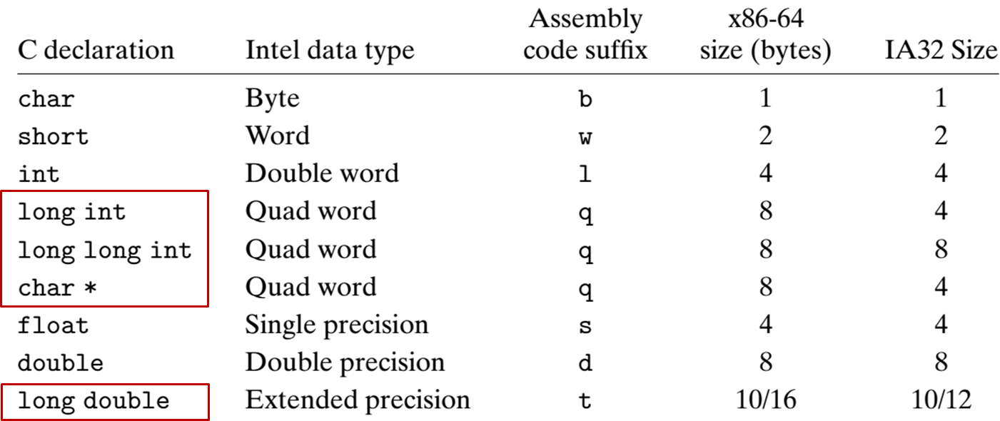 C declaration Intel data type Assembly code suffix x86-64 size (bytes) IA32 Size
char Byte b 1 1
short Word w 2 2
int Double word l 4 4
long int Quad word q 8 4
long long int Quad word q 8 8
char * Quad word q 8 4
float Single precision s 4 4
double Double precision d 8 8
long double Extended precision t 10/16 10/12